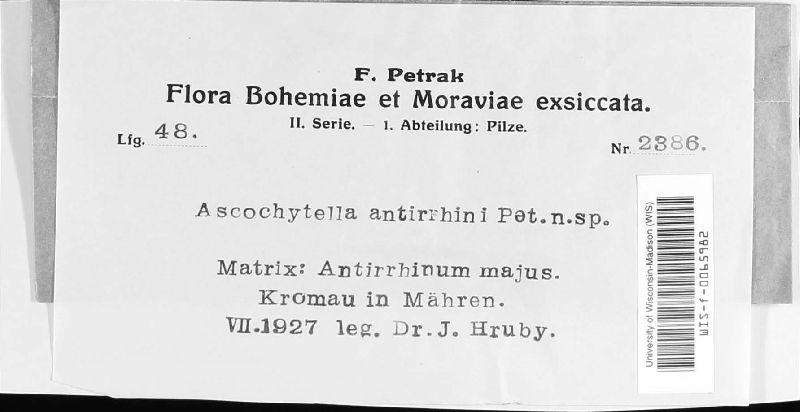 F. Petrak
Flora Bohemiae et Moraviae exsiccata.
II. Serie. — 1. Abteilung: Pilze.
Lfg. 48.
Nr. 2386.
Ascochytella antirrhini Pet. n. sp.
Matrix: Antirrhinum majus.
Kromau in Mähren.
VII.1927 leg. Dr. J. Hruby.
University of Wisconsin-Madison (WIS)
WIS-f-0065982